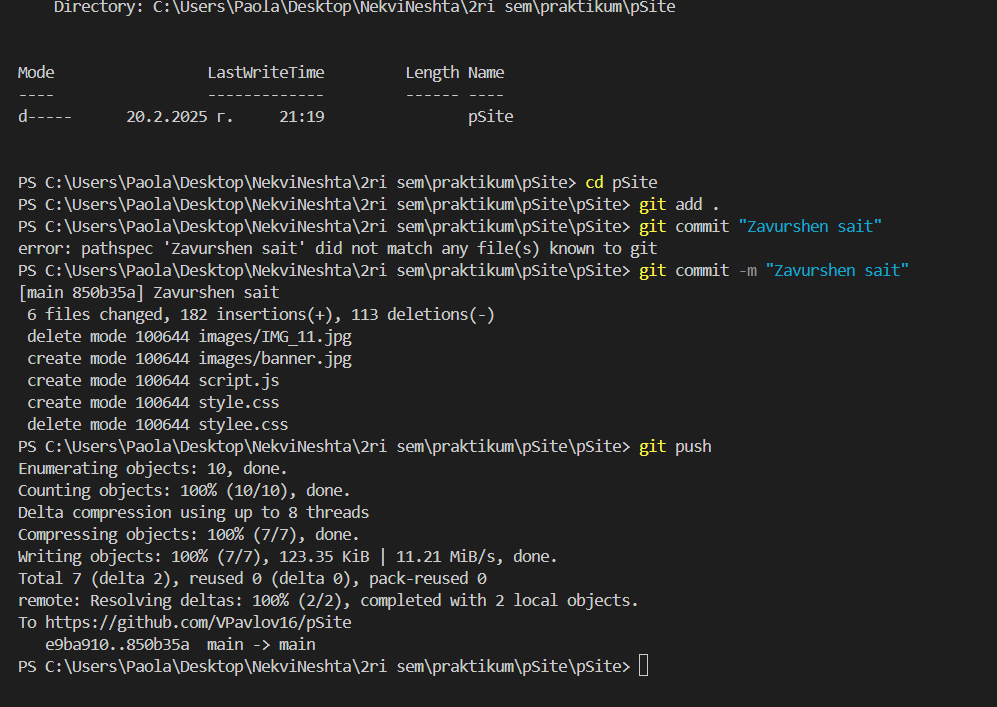 Directory: C:\Users\Paola\Desktop\NekviNeshta\2ri sem\praktikum\pSite
Mode                 LastWriteTime         Length Name
----                 -------------         ------ ----
d-----      20.2.2025 г.     21:19                pSite
PS C:\Users\Paola\Desktop\NekviNeshta\2ri sem\praktikum\pSite> cd pSite
PS C:\Users\Paola\Desktop\NekviNeshta\2ri sem\praktikum\pSite\pSite> git add .
PS C:\Users\Paola\Desktop\NekviNeshta\2ri sem\praktikum\pSite\pSite> git commit "Zavurshen sait"
error: pathspec 'Zavurshen sait' did not match any file(s) known to git
PS C:\Users\Paola\Desktop\NekviNeshta\2ri sem\praktikum\pSite\pSite> git commit -m "Zavurshen sait"
[main 850b35a] Zavurshen sait
 6 files changed, 182 insertions(+), 113 deletions(-)
 delete mode 100644 images/IMG_11.jpg
 create mode 100644 images/banner.jpg
 create mode 100644 script.js
 create mode 100644 style.css
 delete mode 100644 stylee.css
PS C:\Users\Paola\Desktop\NekviNeshta\2ri sem\praktikum\pSite\pSite> git push
Enumerating objects: 10, done.
Counting objects: 100% (10/10), done.
Delta compression using up to 8 threads
Compressing objects: 100% (7/7), done.
Writing objects: 100% (7/7), 123.35 KiB | 11.21 MiB/s, done.
Total 7 (delta 2), reused 0 (delta 0), pack-reused 0
remote: Resolving deltas: 100% (2/2), completed with 2 local objects.
To https://github.com/VPavlov16/pSite
   e9ba910..850b35a  main -> main
PS C:\Users\Paola\Desktop\NekviNeshta\2ri sem\praktikum\pSite\pSite>